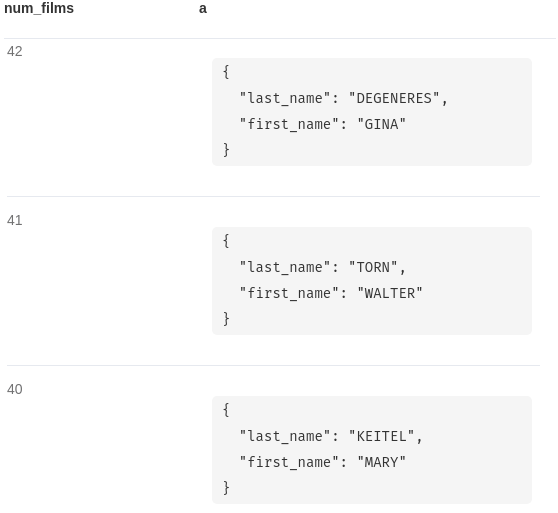 num_films a
42
{
"last_name": "DEGENERES",
"first_name": "GINA"
}
41
{
"last_name": "TORN",
"first_name": "WALTER"
}
40
{
"last_name": "KEITEL",
"first_name": "MARY"
}